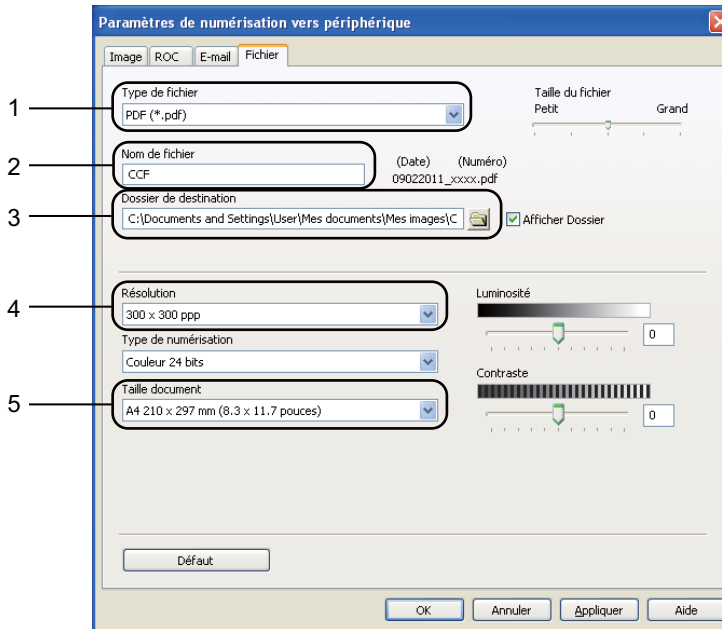 Paramètres de numérisation vers périphérique
Image ROC E-mail Fichier
1
Type de fichier
PDF (*.pdf)
Taille du fichier
Petit Grand
2
Nom de fichier
CCF
(Date) (Numéro)
09022011_xxxx.pdf
3
Dossier de destination
C:\Documents and Settings\User\Mes documents\Mes images\C
Afficher Dossier
4
Résolution
300 x 300 ppp
Luminosité
0
Type de numérisation
Couleur 24 bits
Contraste
0
5
Taille document
A4 210 x 297 mm (8.3 x 11.7 pouces)
Défaut
OK Annuler Appliquer Aide